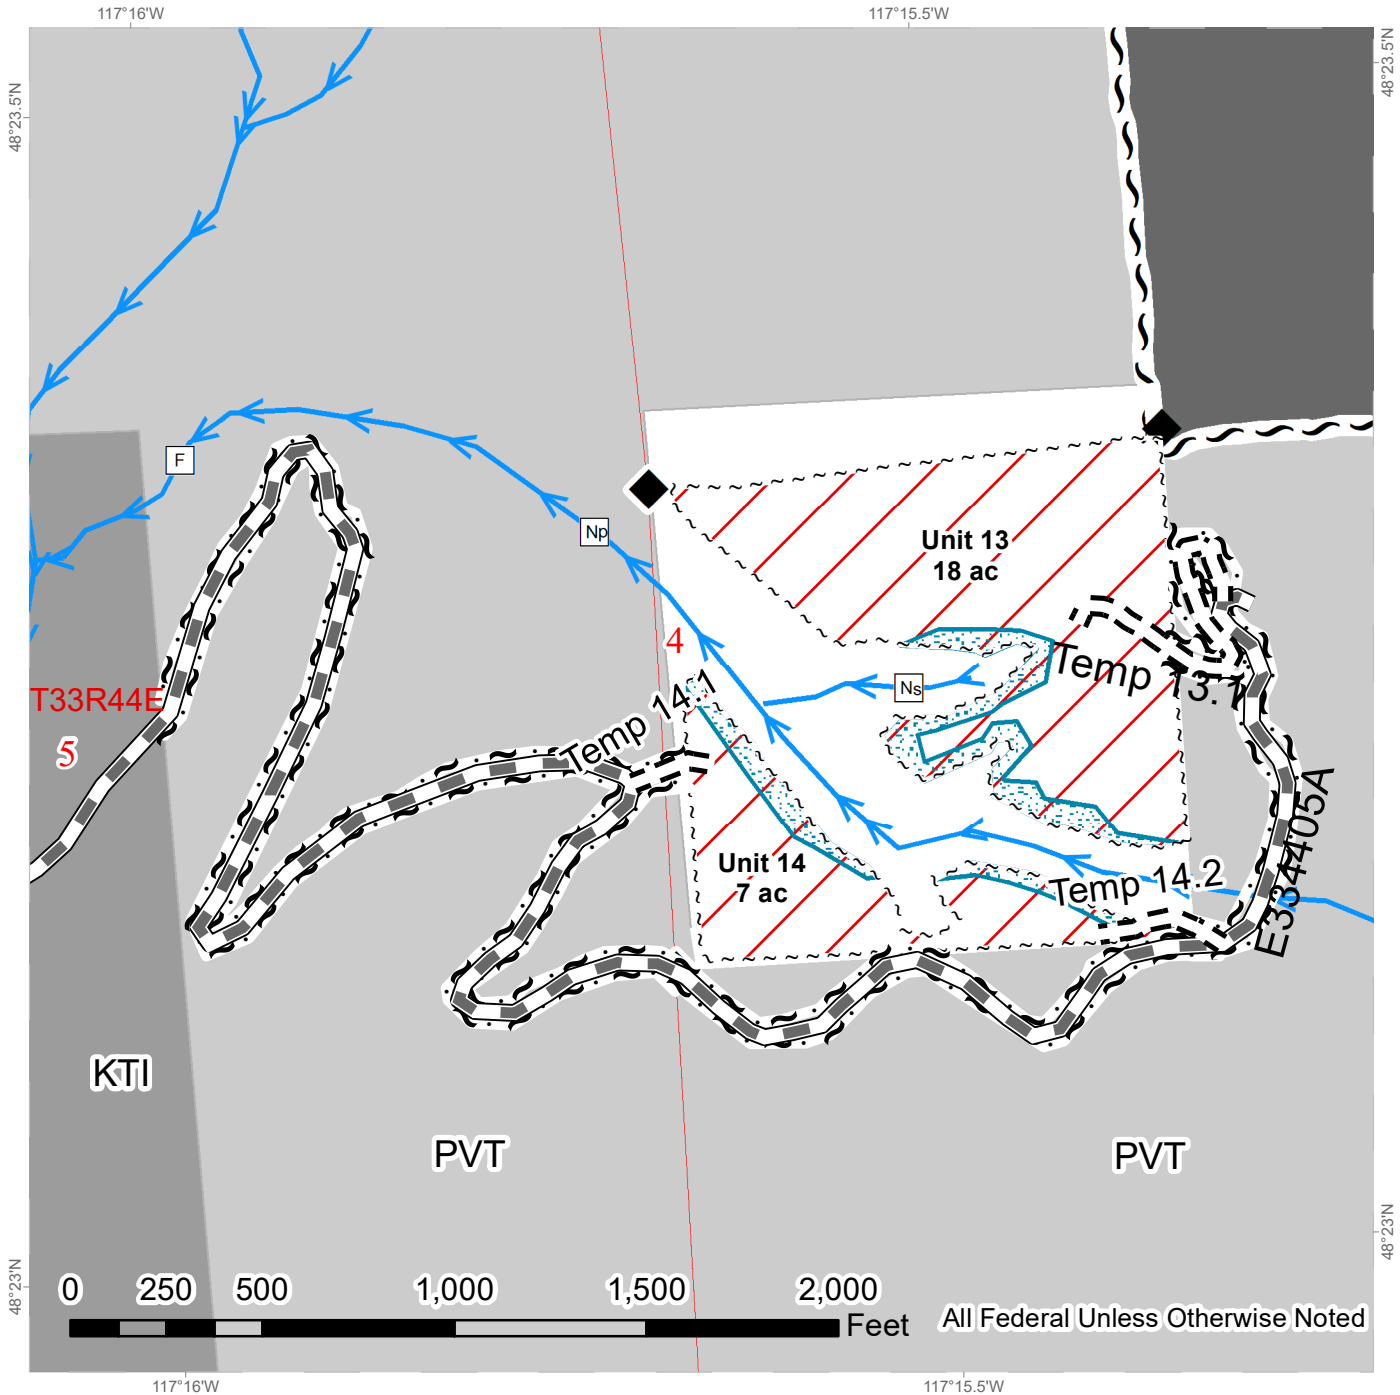 117°16'W
117°15.5'W
48°23.5'N
48°23.5'N
F
Np
Unit 13
18 ac
4
Ns
Temp 13.1
T33R44E
5
Temp 14.1
E334405A
Unit 14
7 ac
Temp 14.2
KTI
PVT
PVT
48°23'N
48°23'N
0 250 500 1,000 1,500 2,000
Feet
All Federal Unless Otherwise Noted
117°16'W
117°15.5'W